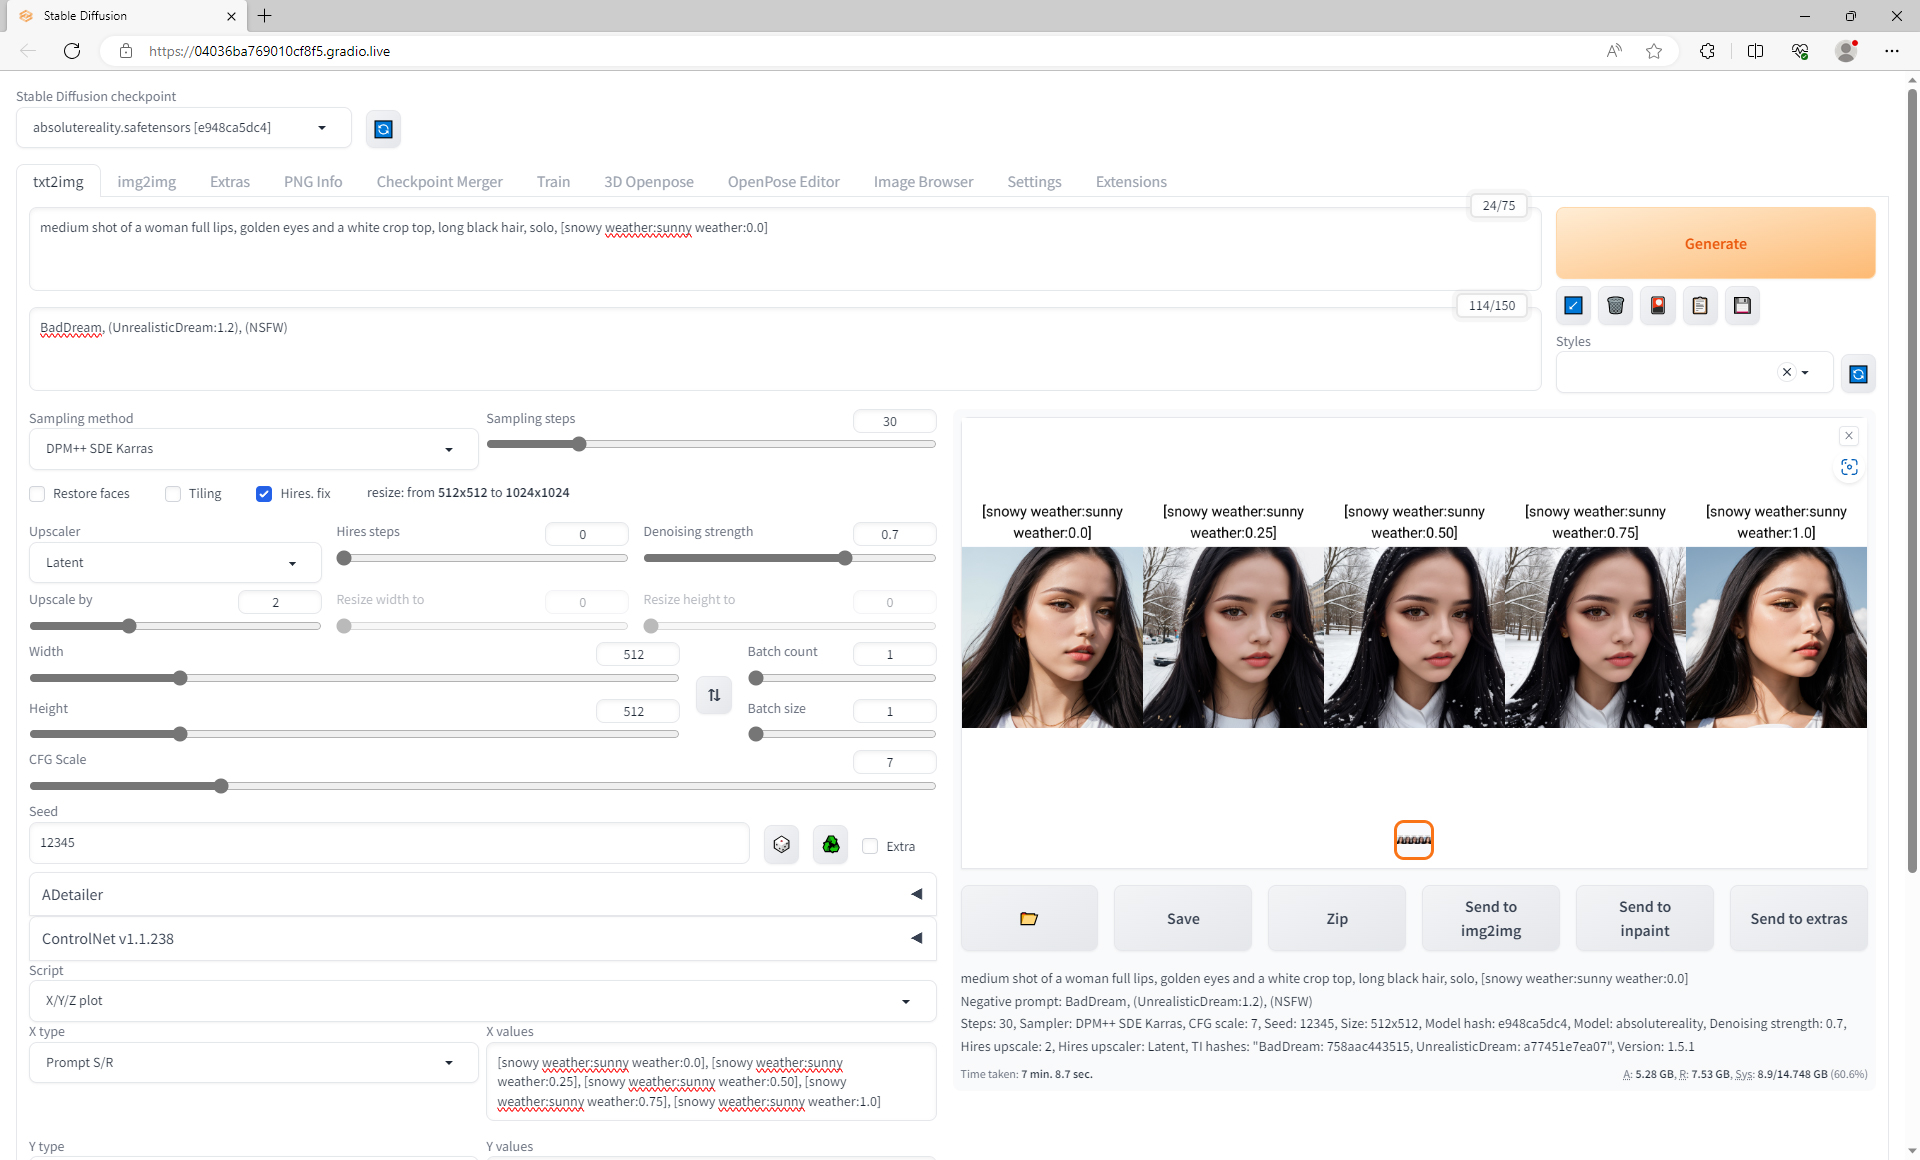 Stable Diffusion
https://04036ba769010cf8f5.gradio.live
Stable Diffusion checkpoint
absolutereality.safetensors [e948ca5dc4]
txt2img img2img Extras PNG Info Checkpoint Merger Train 3D Openpose OpenPose Editor Image Browser Settings Extensions
24/75
medium shot of a woman full lips, golden eyes and a white crop top, long black hair, solo, [snowy weather:sunny weather:0.0]
Generate
114/150
BadDream, (UnrealisticDream:1.2), (NSFW)
Styles
Sampling method
DPM++ SDE Karras
Sampling steps
30
Restore faces
Tiling
Hires. fix
resize: from 512x512 to 1024x1024
Upscaler
Latent
Hires steps
0
Denoising strength
0.7
Upscale by
2
Resize width to
0
Resize height to
0
Width
512
Batch count
1
Height
512
Batch size
1
CFG Scale
7
Seed
12345
Extra
ADetailer
ControlNet v1.1.238
Script
X/Y/Z plot
X type
Prompt S/R
X values
[snowy weather:sunny weather:0.0], [snowy weather:sunny
weather:0.25], [snowy weather:sunny weather:0.50], [snowy
weather:sunny weather:0.75], [snowy weather:sunny weather:1.0]
Y type
Y values
[snowy weather:sunny
weather:0.0]
[snowy weather:sunny
weather:0.25]
[snowy weather:sunny
weather:0.50]
[snowy weather:sunny
weather:0.75]
[snowy weather:sunny
weather:1.0]
Save
Zip
Send to
img2img
Send to
inpaint
Send to extras
medium shot of a woman full lips, golden eyes and a white crop top, long black hair, solo, [snowy weather:sunny weather:0.0]
Negative prompt: BadDream, (UnrealisticDream:1.2), (NSFW)
Steps: 30, Sampler: DPM++ SDE Karras, CFG scale: 7, Seed: 12345, Size: 512x512, Model hash: e948ca5dc4, Model: absolutereality, Denoising strength: 0.7,
Hires upscale: 2, Hires upscaler: Latent, TI hashes: "BadDream: 758aac443515, UnrealisticDream: a77451e7ea07", Version: 1.5.1
Time taken: 7 min. 8.7 sec.
A: 5.28 GB, R: 7.53 GB, Sys: 8.9/14.748 GB (60.6%)